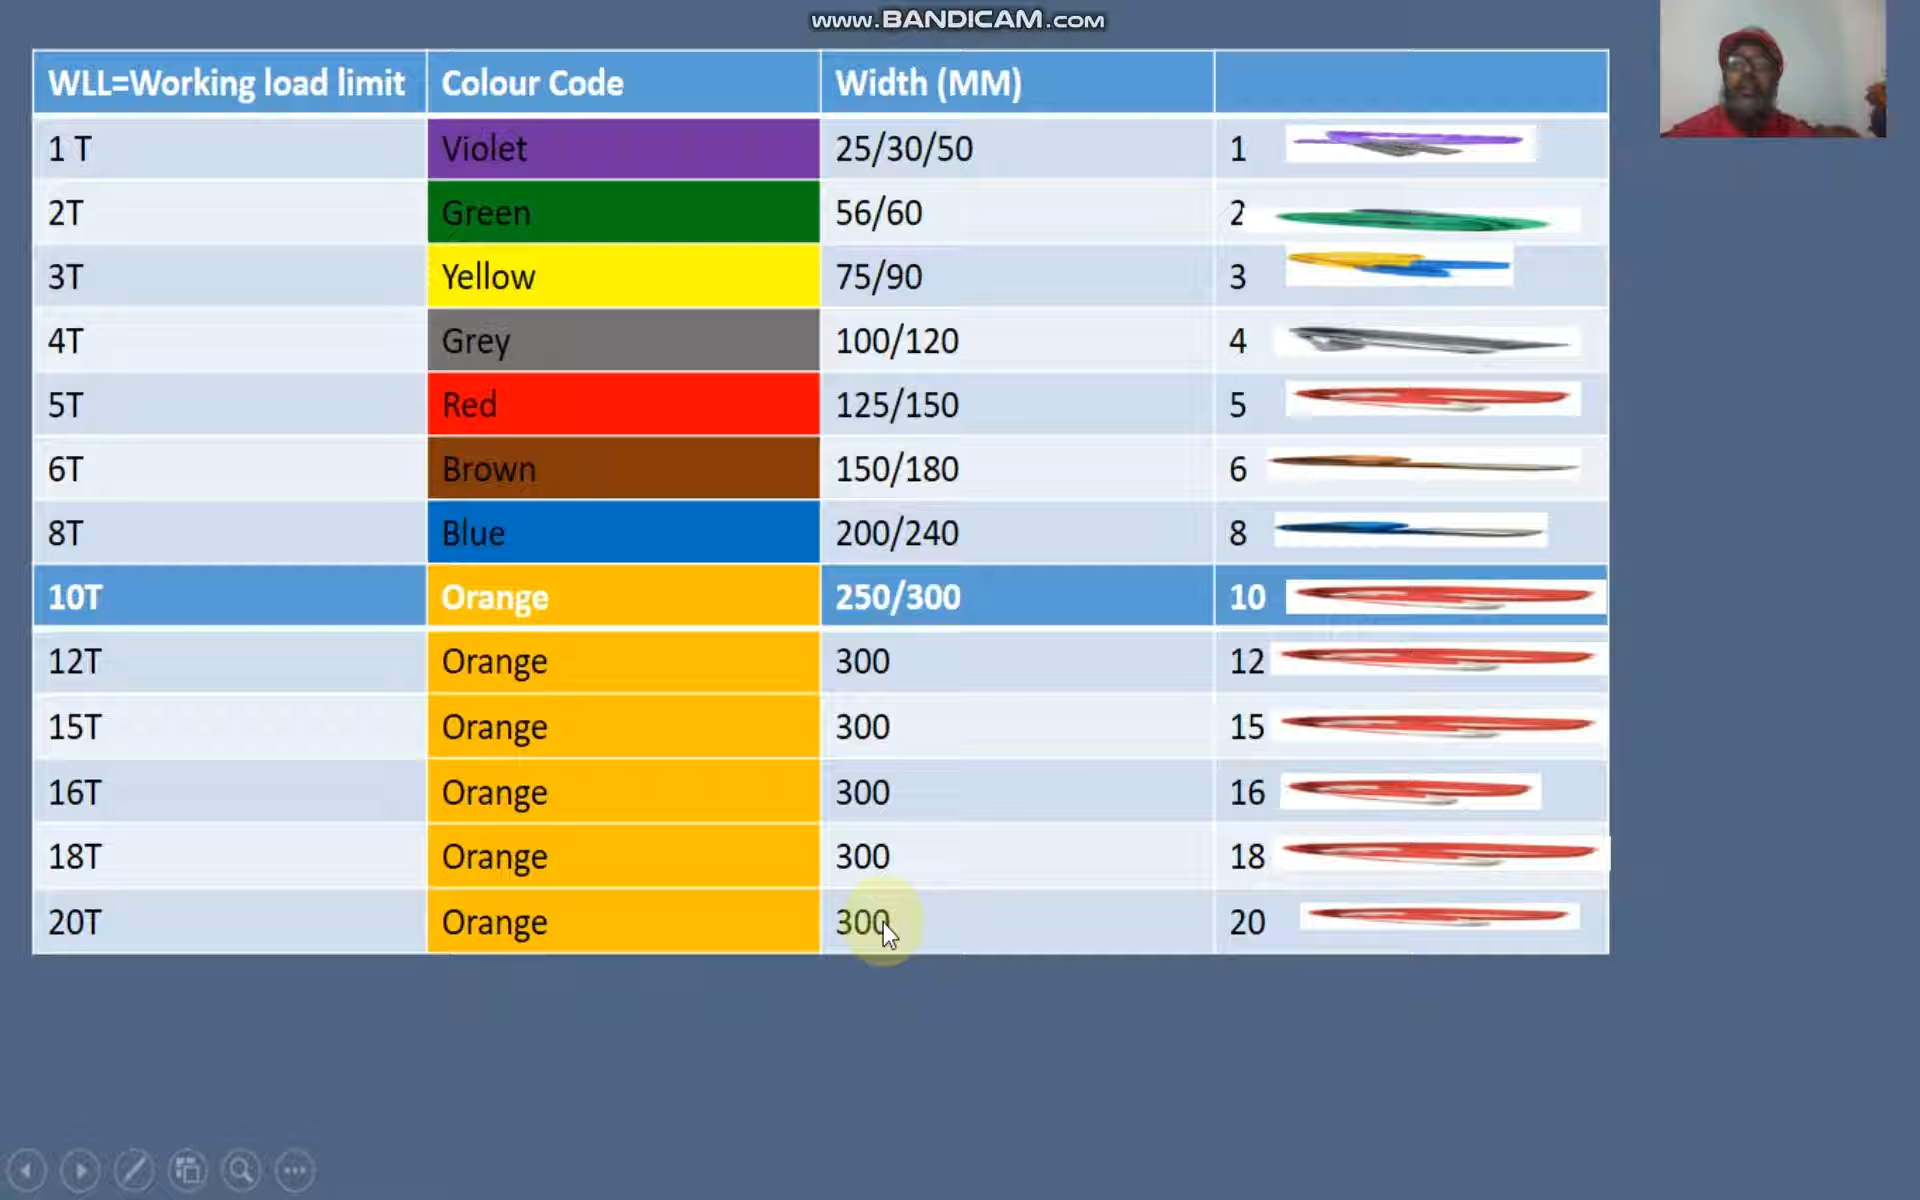 www.BANDICAM.com
WLL=Working load limit Colour Code Width (MM)
1 T Violet 25/30/50 1
2T Green 56/60 2
3T Yellow 75/90 3
4T Grey 100/120 4
5T Red 125/150 5
6T Brown 150/180 6
8T Blue 200/240 8
10T Orange 250/300 10
12T Orange 300 12
15T Orange 300 15
16T Orange 300 16
18T Orange 300 18
20T Orange 300 20